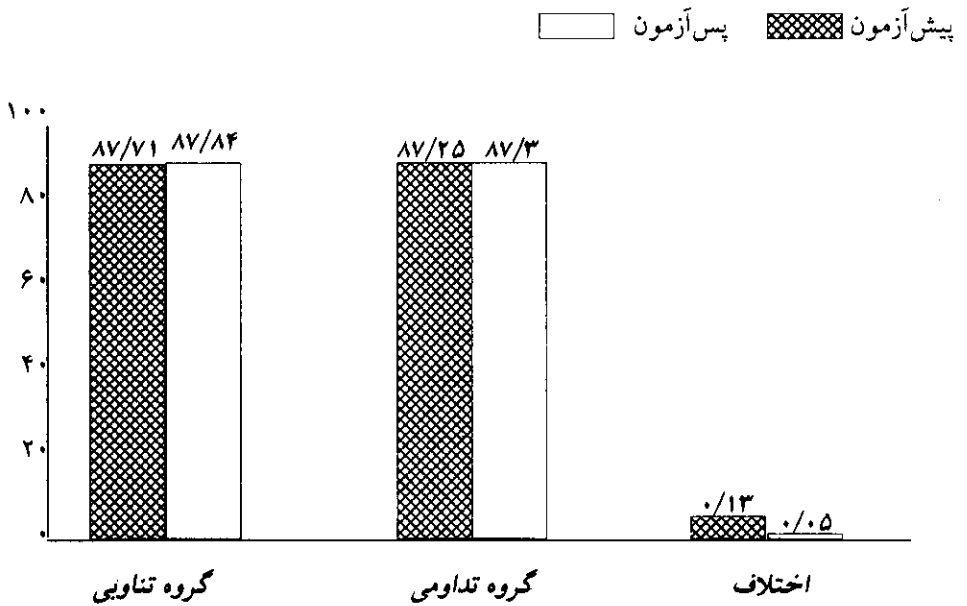 پیش‌آزمون
پس‌آزمون
۱۰۰
۸۰
۶۰
۴۰
۲۰
۰
۸۷/۷۱
۸۷/۸۴
۸۷/۲۵
۸۷/۳
۰/۱۳
۰/۰۵
گروه تناوبی
گروه تداومی
اختلاف